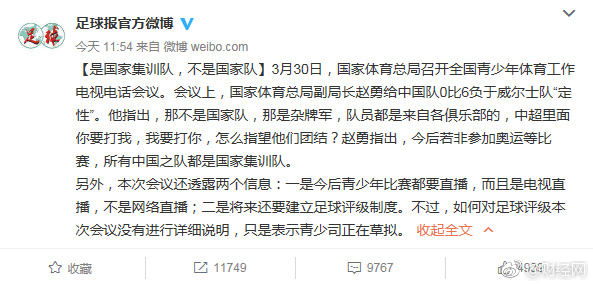 足球
足球报官方微博
今天 11:54 来自 微博 weibo.com
【是国家集训队，不是国家队】3月30日，国家体育总局召开全国青少年体育工作
电视电话会议。会议上，国家体育总局副局长赵勇给中国队0比6负于威尔士队“定
性”。他指出，那不是国家队，那是杂牌军，队员都是来自各俱乐部的，中超里面
你要打我，我要打你，怎么指望他们团结？赵勇指出，今后若非参加奥运等比
赛，所有中国之队都是国家集训队。
另外，本次会议还透露两个信息：一是今后青少年比赛都要直播，而且是电视直
播，不是网络直播；二是将来还要建立足球评级制度。不过，如何对足球评级本
次会议没有进行详细说明，只是表示青少司正在草拟。 收起全文
收藏 11749 9767 4939
@财经网